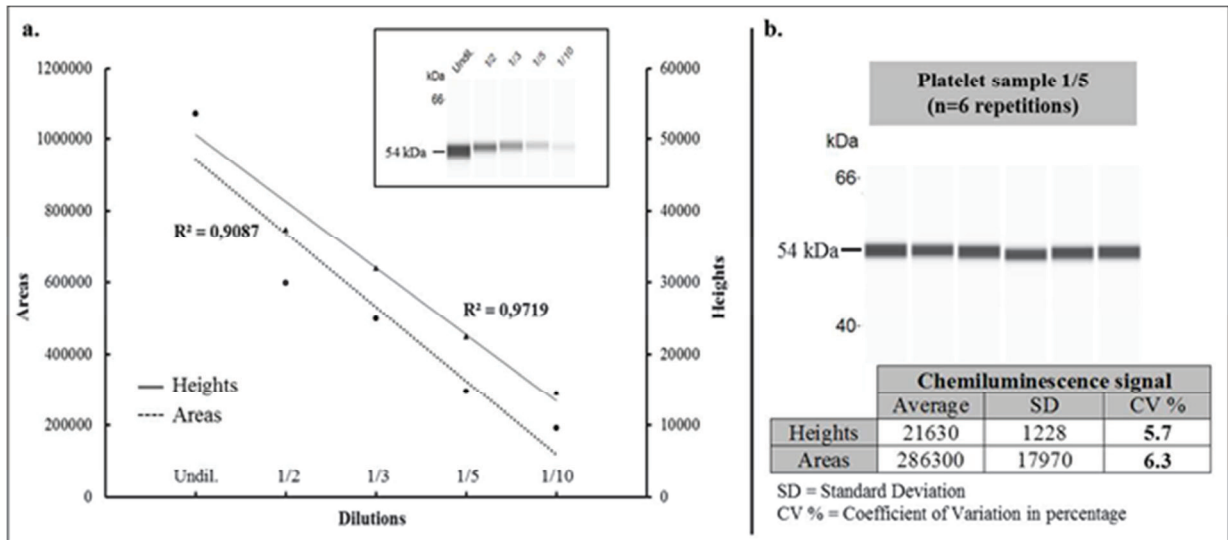 a.
1200000
1000000
800000
600000
400000
200000
0
Areas
60000
50000
40000
30000
20000
10000
0
Heights
R² = 0,9087
R² = 0,9719
Heights
Areas
Undil. 1/2 1/3 1/5 1/10
Dilutions
kDa Undil. 1/2 1/3 1/5 1/10
66
54 kDa
b.
Platelet sample 1/5
(n=6 repetitions)
kDa
66
54 kDa
40
Chemiluminescence signal
Average SD CV %
Heights 21630 1228 5.7
Areas 286300 17970 6.3
SD = Standard Deviation
CV % = Coefficient of Variation in percentage